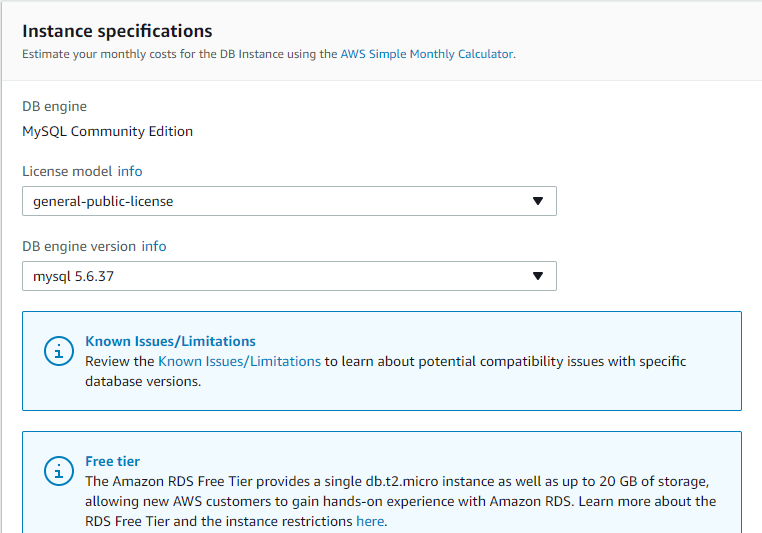 Instance specifications
Estimate your monthly costs for the DB Instance using the AWS Simple Monthly Calculator.
DB engine
MySQL Community Edition
License model info
general-public-license
DB engine version info
mysql 5.6.37
Known Issues/Limitations
Review the Known Issues/Limitations to learn about potential compatibility issues with specific
database versions.
Free tier
The Amazon RDS Free Tier provides a single db.t2.micro instance as well as up to 20 GB of storage,
allowing new AWS customers to gain hands-on experience with Amazon RDS. Learn more about the
RDS Free Tier and the instance restrictions here.